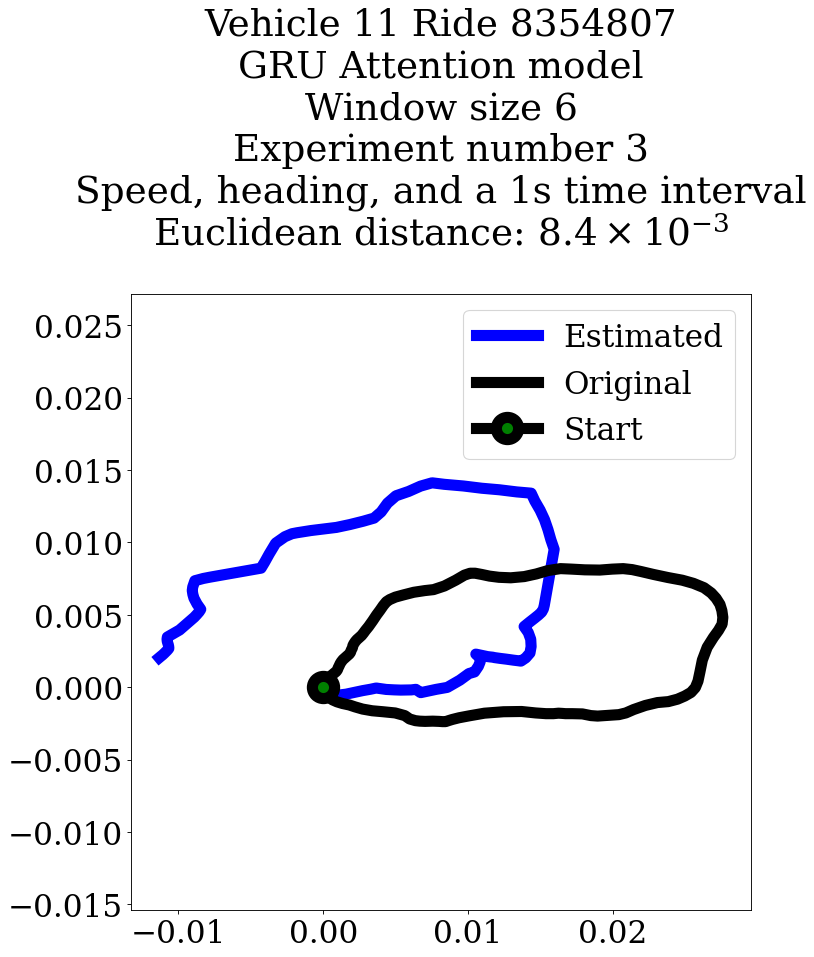 Vehicle 11 Ride 8354807
GRU Attention model
Window size 6
Experiment number 3
Speed, heading, and a 1s time interval
Euclidean distance: 8.4 × 10⁻³
Estimated
Original
Start
0.025
0.020
0.015
0.010
0.005
0.000
−0.005
−0.010
−0.015
−0.01 0.00 0.01 0.02